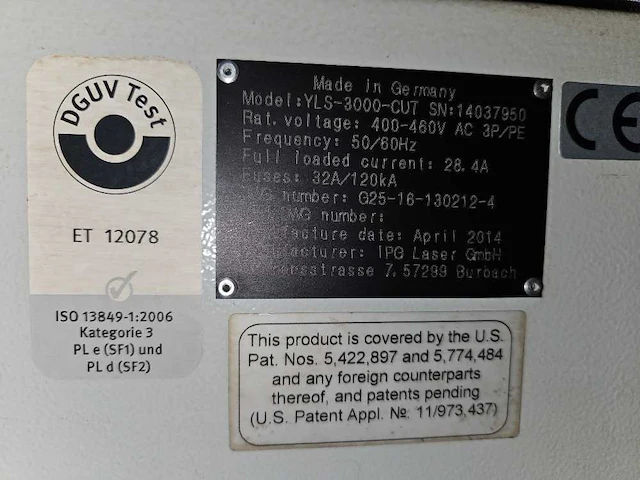 DGUV Test
ET 12078
ISO 13849-1:2006
Kategorie 3
PL e (SF1) und
PL d (SF2)
Made in Germany
Model:YLS-3000-CUT SN:14037950
Rat. voltage: 400-460V AC 3P/PE
Frequency: 50/60Hz
Full loaded current: 28.4A
Fuses: 32A/120kA
number: G25-16-130212-4
number:
date: April 2014
IPG Laser GmbH
7, 57299 Burbach
CE
This product is covered by the U.S.
Pat. Nos. 5,422,897 and 5,774,484
and any foreign counterparts
thereof, and patents pending
(U.S. Patent Appl. №: 11/973,437)